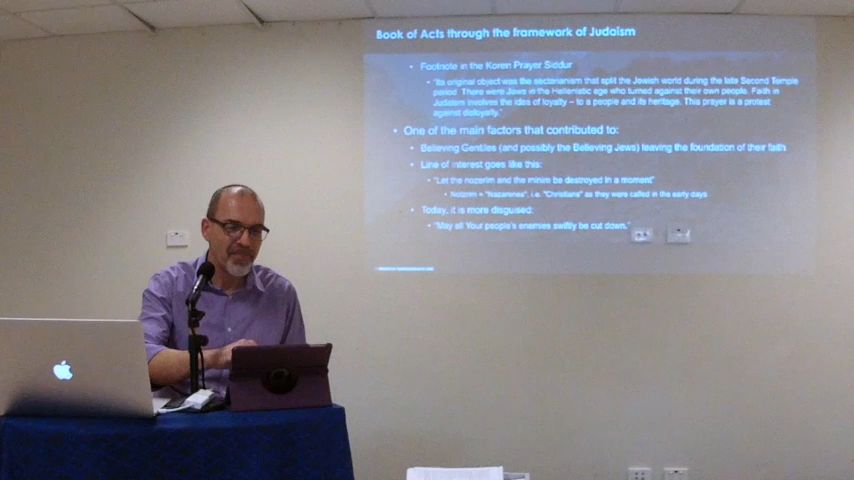 Book of Acts through the framework of Judaism
• Footnote in the Koren Prayer Siddur
• "Its original object was the sectarianism that split the Jewish world during the late Second Temple
period. There were Jews in the Hellenistic age who turned against their own people. Faith in
Judaism involves the idea of loyalty – to a people and its heritage. This prayer is a protest
against disloyalty."
• One of the main factors that contributed to:
• Believing Gentiles (and possibly the Believing Jews) leaving the foundation of their faith
• Line of interest goes like this:
• "Let the nozerim and the minim be destroyed in a moment"
• Notzrim = "Nazarenes", i.e. "Christians" as they were called in the early days
• Today, it is more disguised:
• "May all Your people's enemies swiftly be cut down."